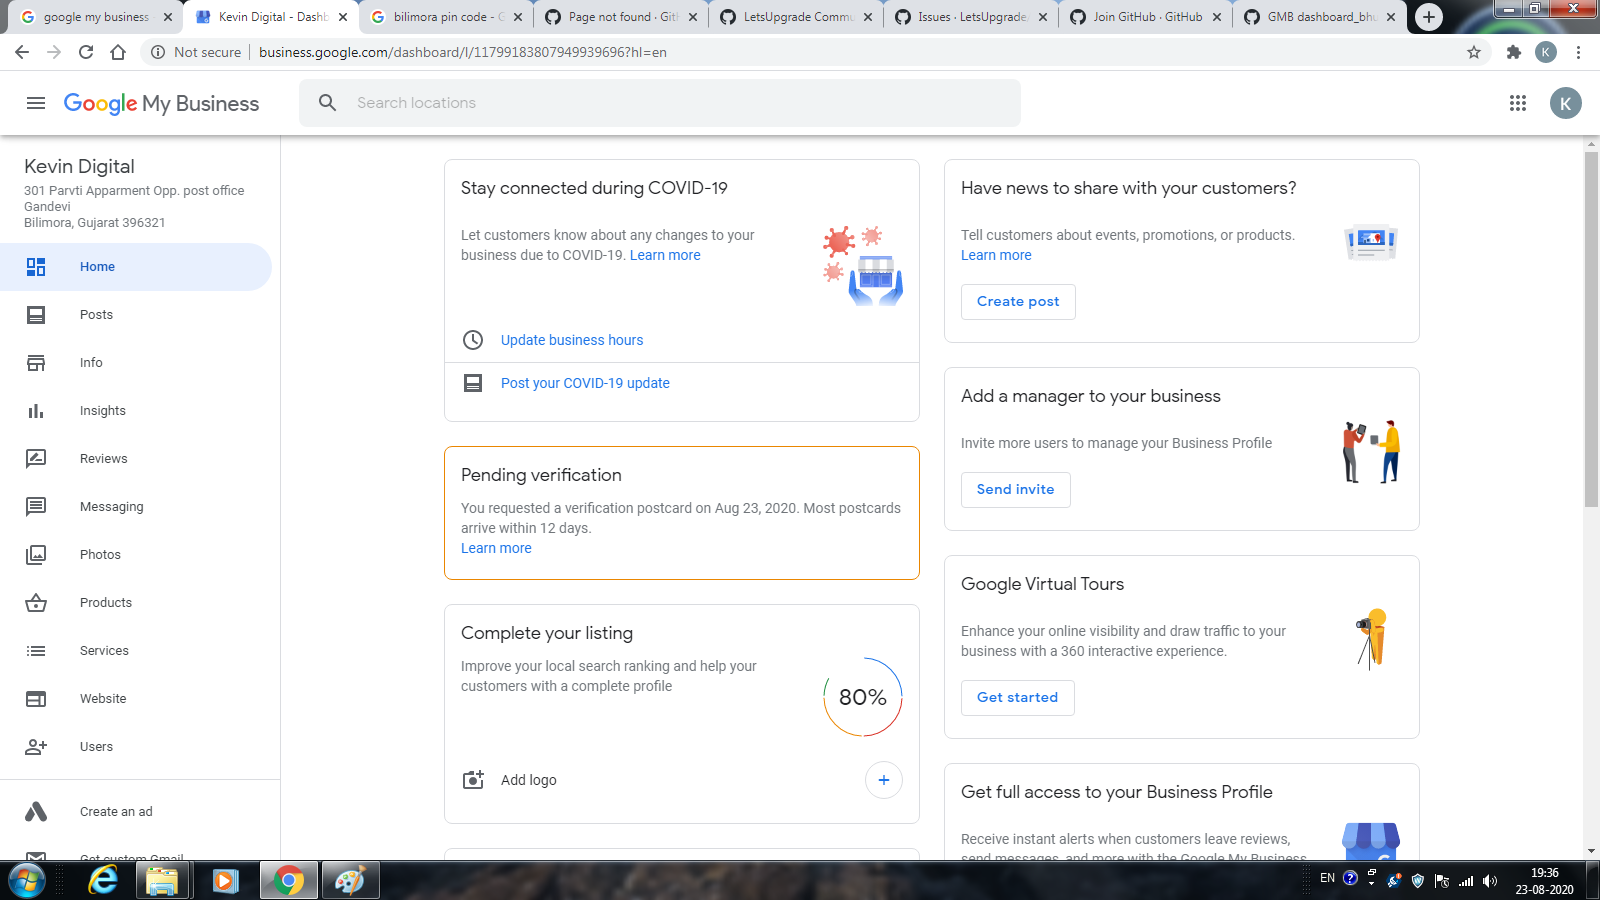 google my business
Kevin Digital - Dashb
bilimora pin code - G
Page not found · Git
LetsUpgrade Commu
Issues · LetsUpgrade
Join GitHub · GitHub
GMB dashboard_bhu
Not secure
business.google.com/dashboard/l/11799183807949939696?hl=en
K
Google My Business
Search locations
K
Kevin Digital
301 Parvti Apparment Opp. post office
Gandevi
Bilimora, Gujarat 396321
Home
Posts
Info
Insights
Reviews
Messaging
Photos
Products
Services
Website
Users
Create an ad
Get custom Gmail
Stay connected during COVID-19
Let customers know about any changes to your
business due to COVID-19. Learn more
Update business hours
Post your COVID-19 update
Pending verification
You requested a verification postcard on Aug 23, 2020. Most postcards
arrive within 12 days.
Learn more
Complete your listing
Improve your local search ranking and help your
customers with a complete profile
80%
Add logo
Have news to share with your customers?
Tell customers about events, promotions, or products.
Learn more
Create post
Add a manager to your business
Invite more users to manage your Business Profile
Send invite
Google Virtual Tours
Enhance your online visibility and draw traffic to your
business with a 360 interactive experience.
Get started
Get full access to your Business Profile
Receive instant alerts when customers leave reviews,
send messages, and more with the Google My Business
EN
19:36
23-08-2020